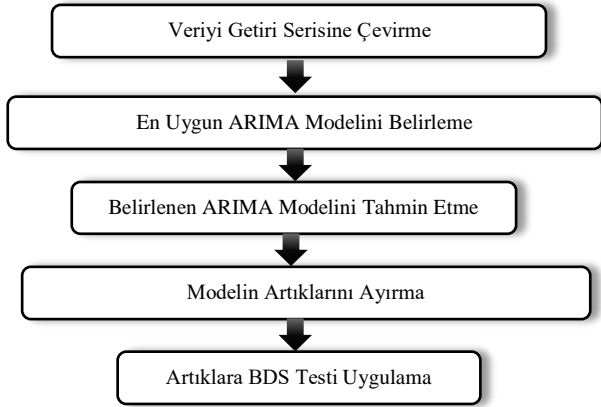 Veriyi Getiri Serisine Çevirme
En Uygun ARIMA Modelini Belirleme
Belirlenen ARIMA Modelini Tahmin Etme
Modelin Artıklarını Ayırma
Artıklara BDS Testi Uygulama